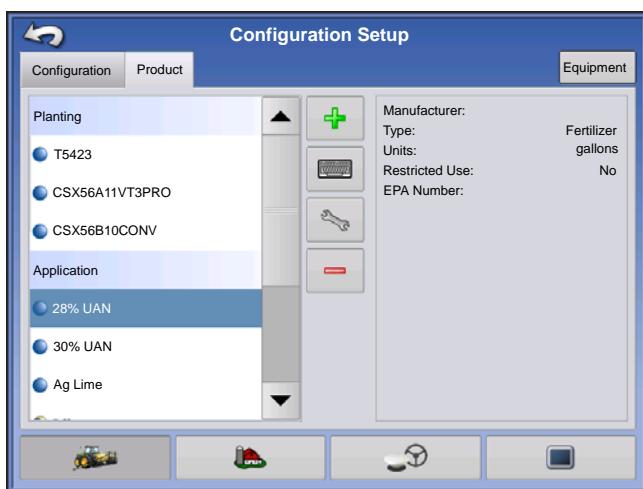 Configuration Setup
Configuration
Product
Equipment
Planting
T5423
CSX56A11VT3PRO
CSX56B10CONV
Application
28% UAN
30% UAN
Ag Lime
Manufacturer:
Type: Fertilizer
Units: gallons
Restricted Use: No
EPA Number: